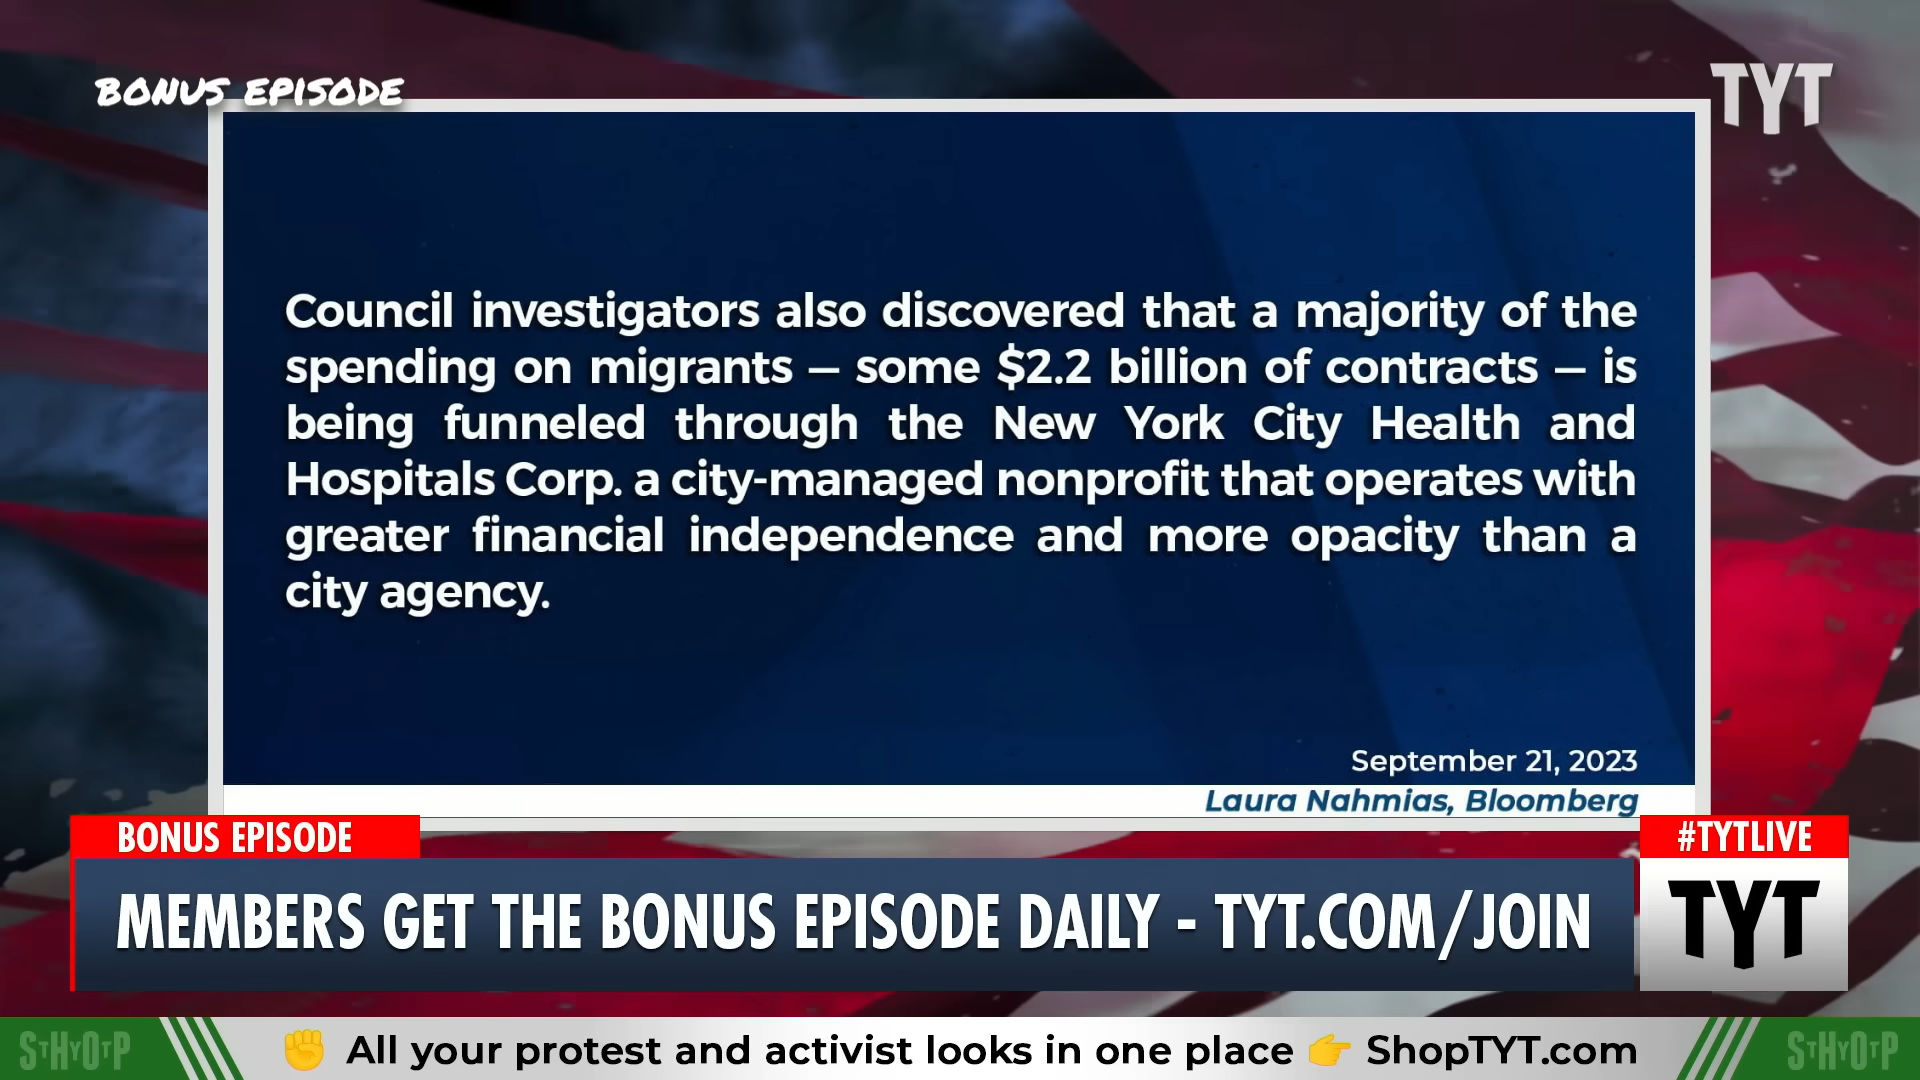 BONUS EPISODE
TYT
Council investigators also discovered that a majority of the
spending on migrants — some $2.2 billion of contracts — is
being funneled through the New York City Health and
Hospitals Corp. a city-managed nonprofit that operates with
greater financial independence and more opacity than a
city agency.
September 21, 2023
Laura Nahmias, Bloomberg
BONUS EPISODE
#TYTLIVE
MEMBERS GET THE BONUS EPISODE DAILY - TYT.COM/JOIN
TYT
STHYOTP
✊ All your protest and activist looks in one place 👉 ShopTYT.com
STHYOTP